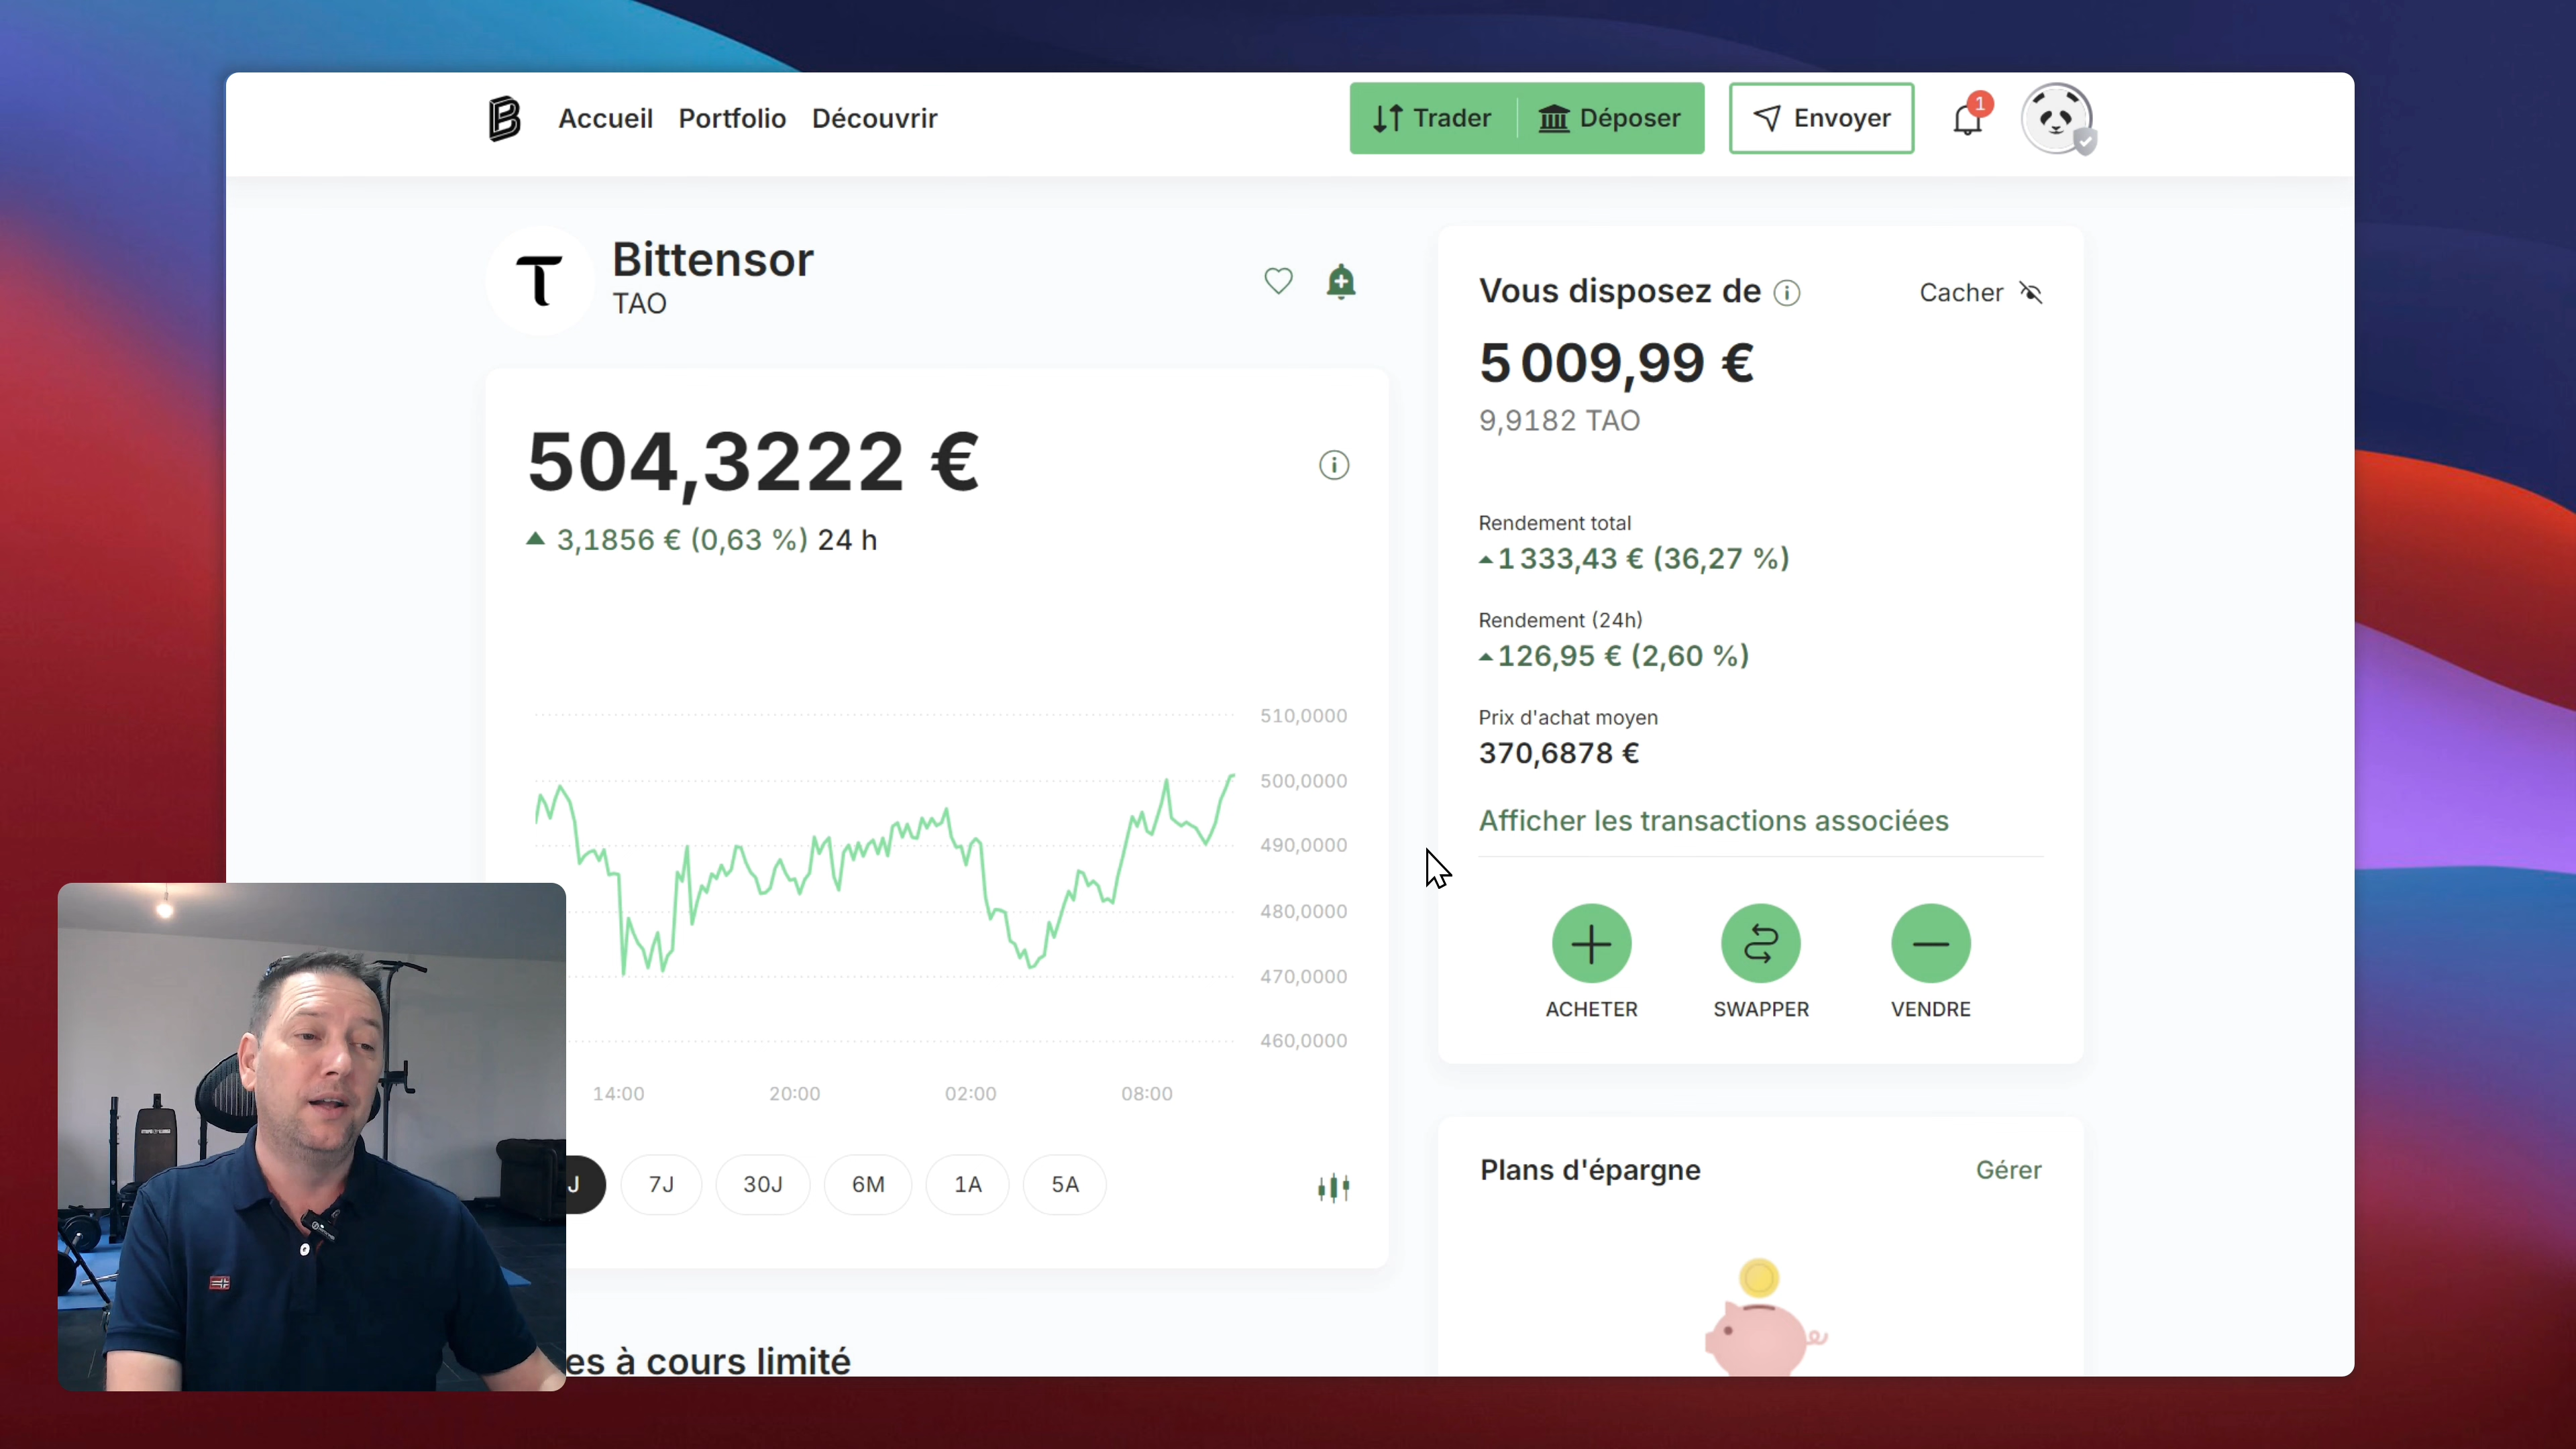 Accueil Portfolio Découvrir
Trader Déposer Envoyer 1
Bittensor
TAO
504,3222 €
3,1856 € (0,63 %) 24 h
510,0000
500,0000
490,0000
480,0000
470,0000
460,0000
14:00 20:00 02:00 08:00
J 7J 30J 6M 1A 5A
es à cours limité
Vous disposez de
Cacher
5 009,99 €
9,9182 TAO
Rendement total
1 333,43 € (36,27 %)
Rendement (24h)
126,95 € (2,60 %)
Prix d'achat moyen
370,6878 €
Afficher les transactions associées
ACHETER SWAPPER VENDRE
Plans d'épargne
Gérer